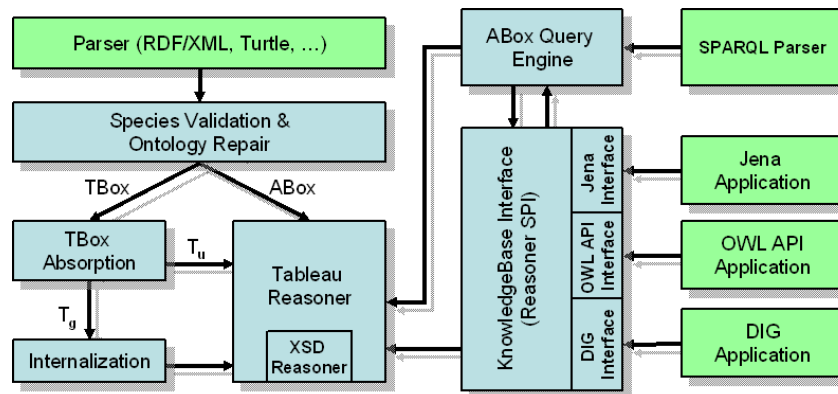 Parser (RDF/XML, Turtle, …)
Species Validation &
Ontology Repair
TBox
ABox
TBox
Absorption
Tu
Tg
Internalization
Tableau
Reasoner
XSD
Reasoner
ABox Query
Engine
KnowledgeBase Interface
(Reasoner SPI)
Jena Interface
OWL API Interface
DIG
Interface
SPARQL Parser
Jena
Application
OWL API
Application
DIG
Application